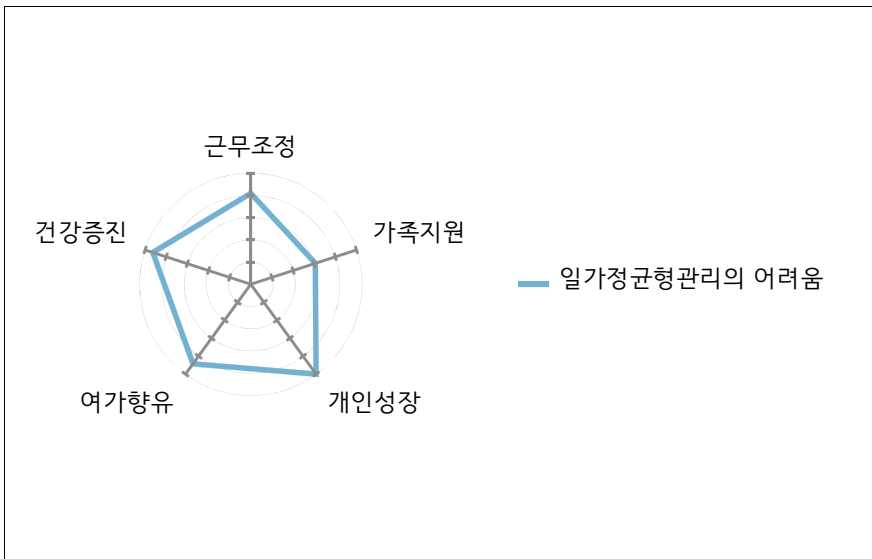 근무조정
건강증진
가족지원
일가정균형관리의 어려움
여가향유
개인성장